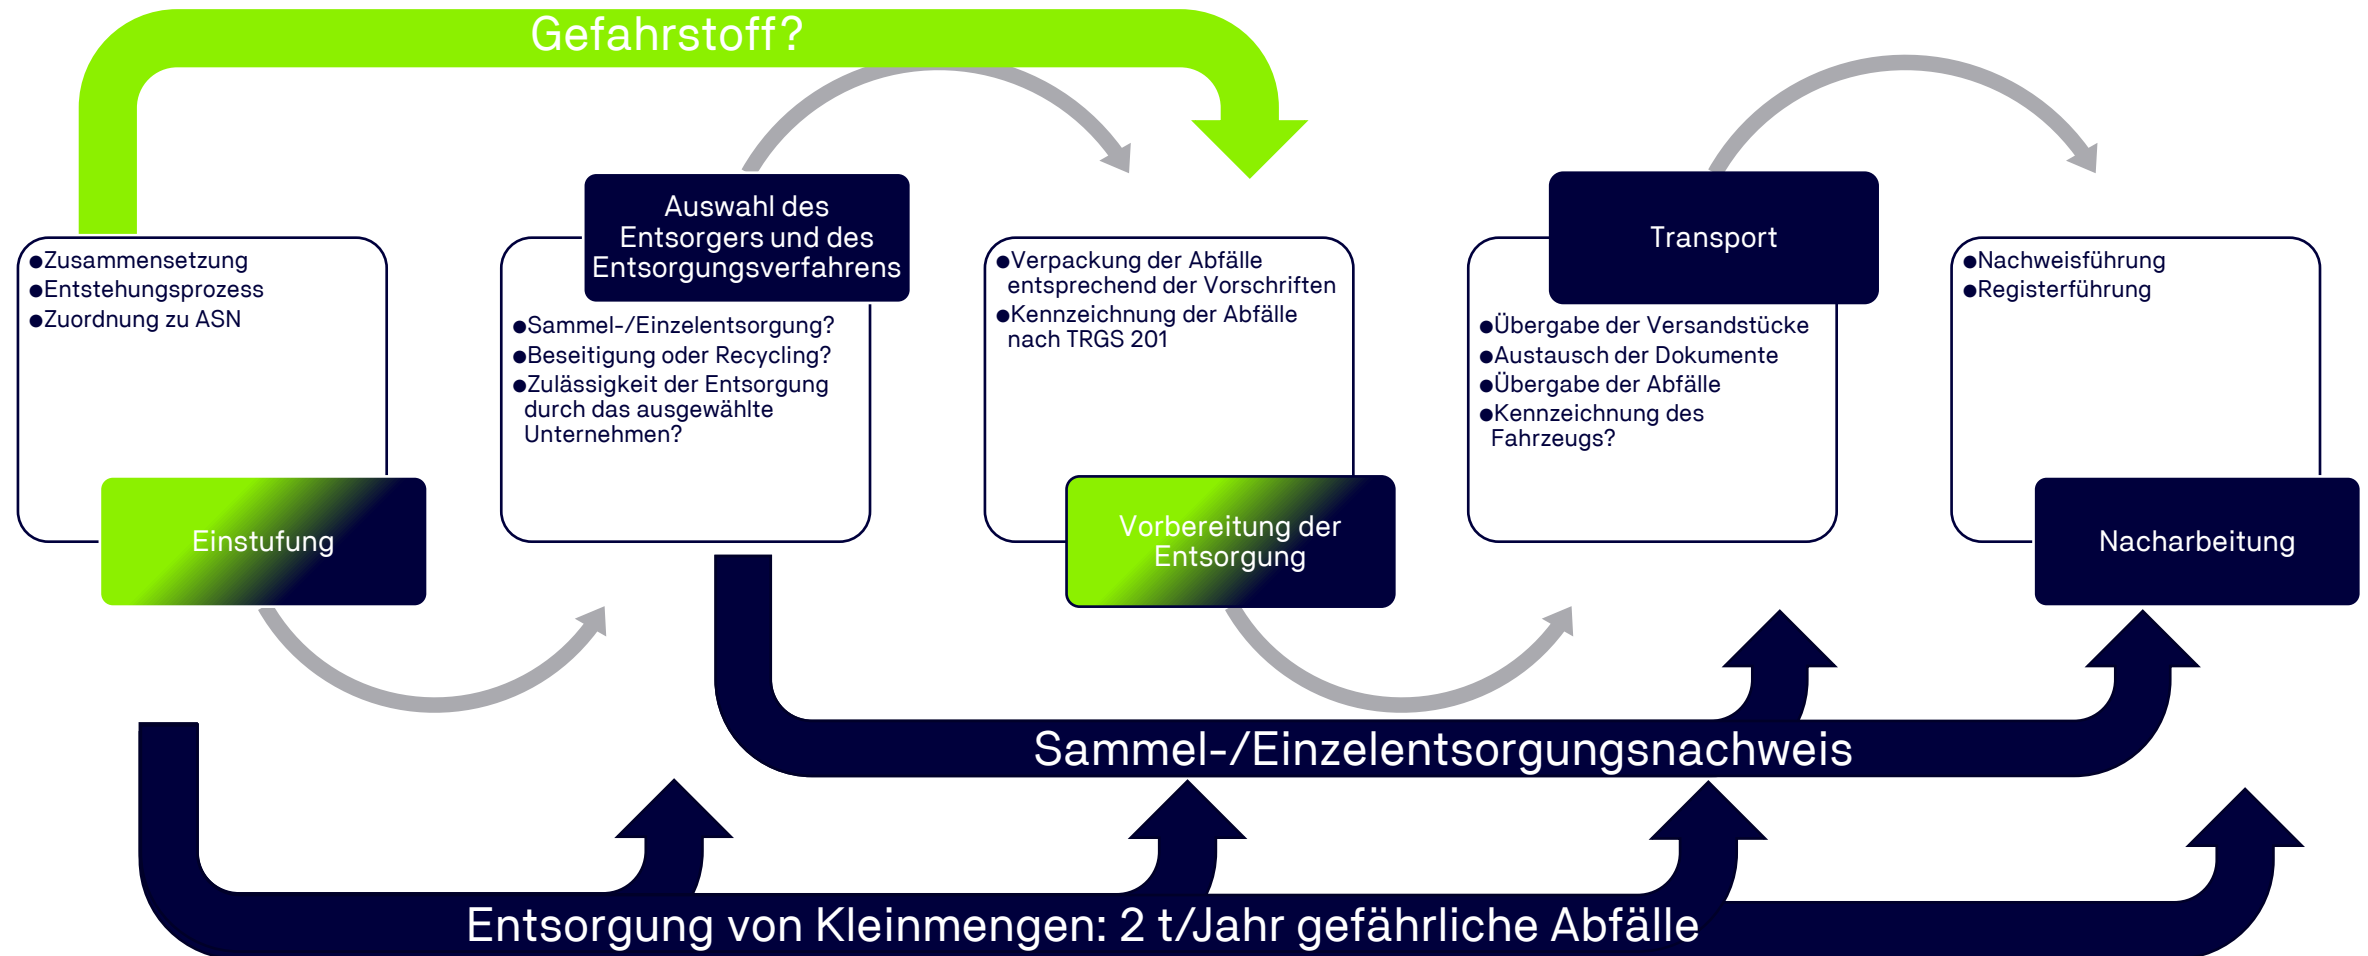 Gefahrstoff?
●Zusammensetzung
●Entstehungsprozess
●Zuordnung zu ASN
Einstufung
Auswahl des
Entsorgers und des
Entsorgungsverfahrens
●Sammel-/Einzelentsorgung?
●Beseitigung oder Recycling?
●Zulässigkeit der Entsorgung
durch das ausgewählte
Unternehmen?
●Verpackung der Abfälle
entsprechend der Vorschriften
●Kennzeichnung der Abfälle
nach TRGS 201
Vorbereitung der
Entsorgung
Transport
●Übergabe der Versandstücke
●Austausch der Dokumente
●Übergabe der Abfälle
●Kennzeichnung des
Fahrzeugs?
●Nachweisführung
●Registerführung
Nacharbeitung
Sammel-/Einzelentsorgungsnachweis
Entsorgung von Kleinmengen: 2 t/Jahr gefährliche Abfälle